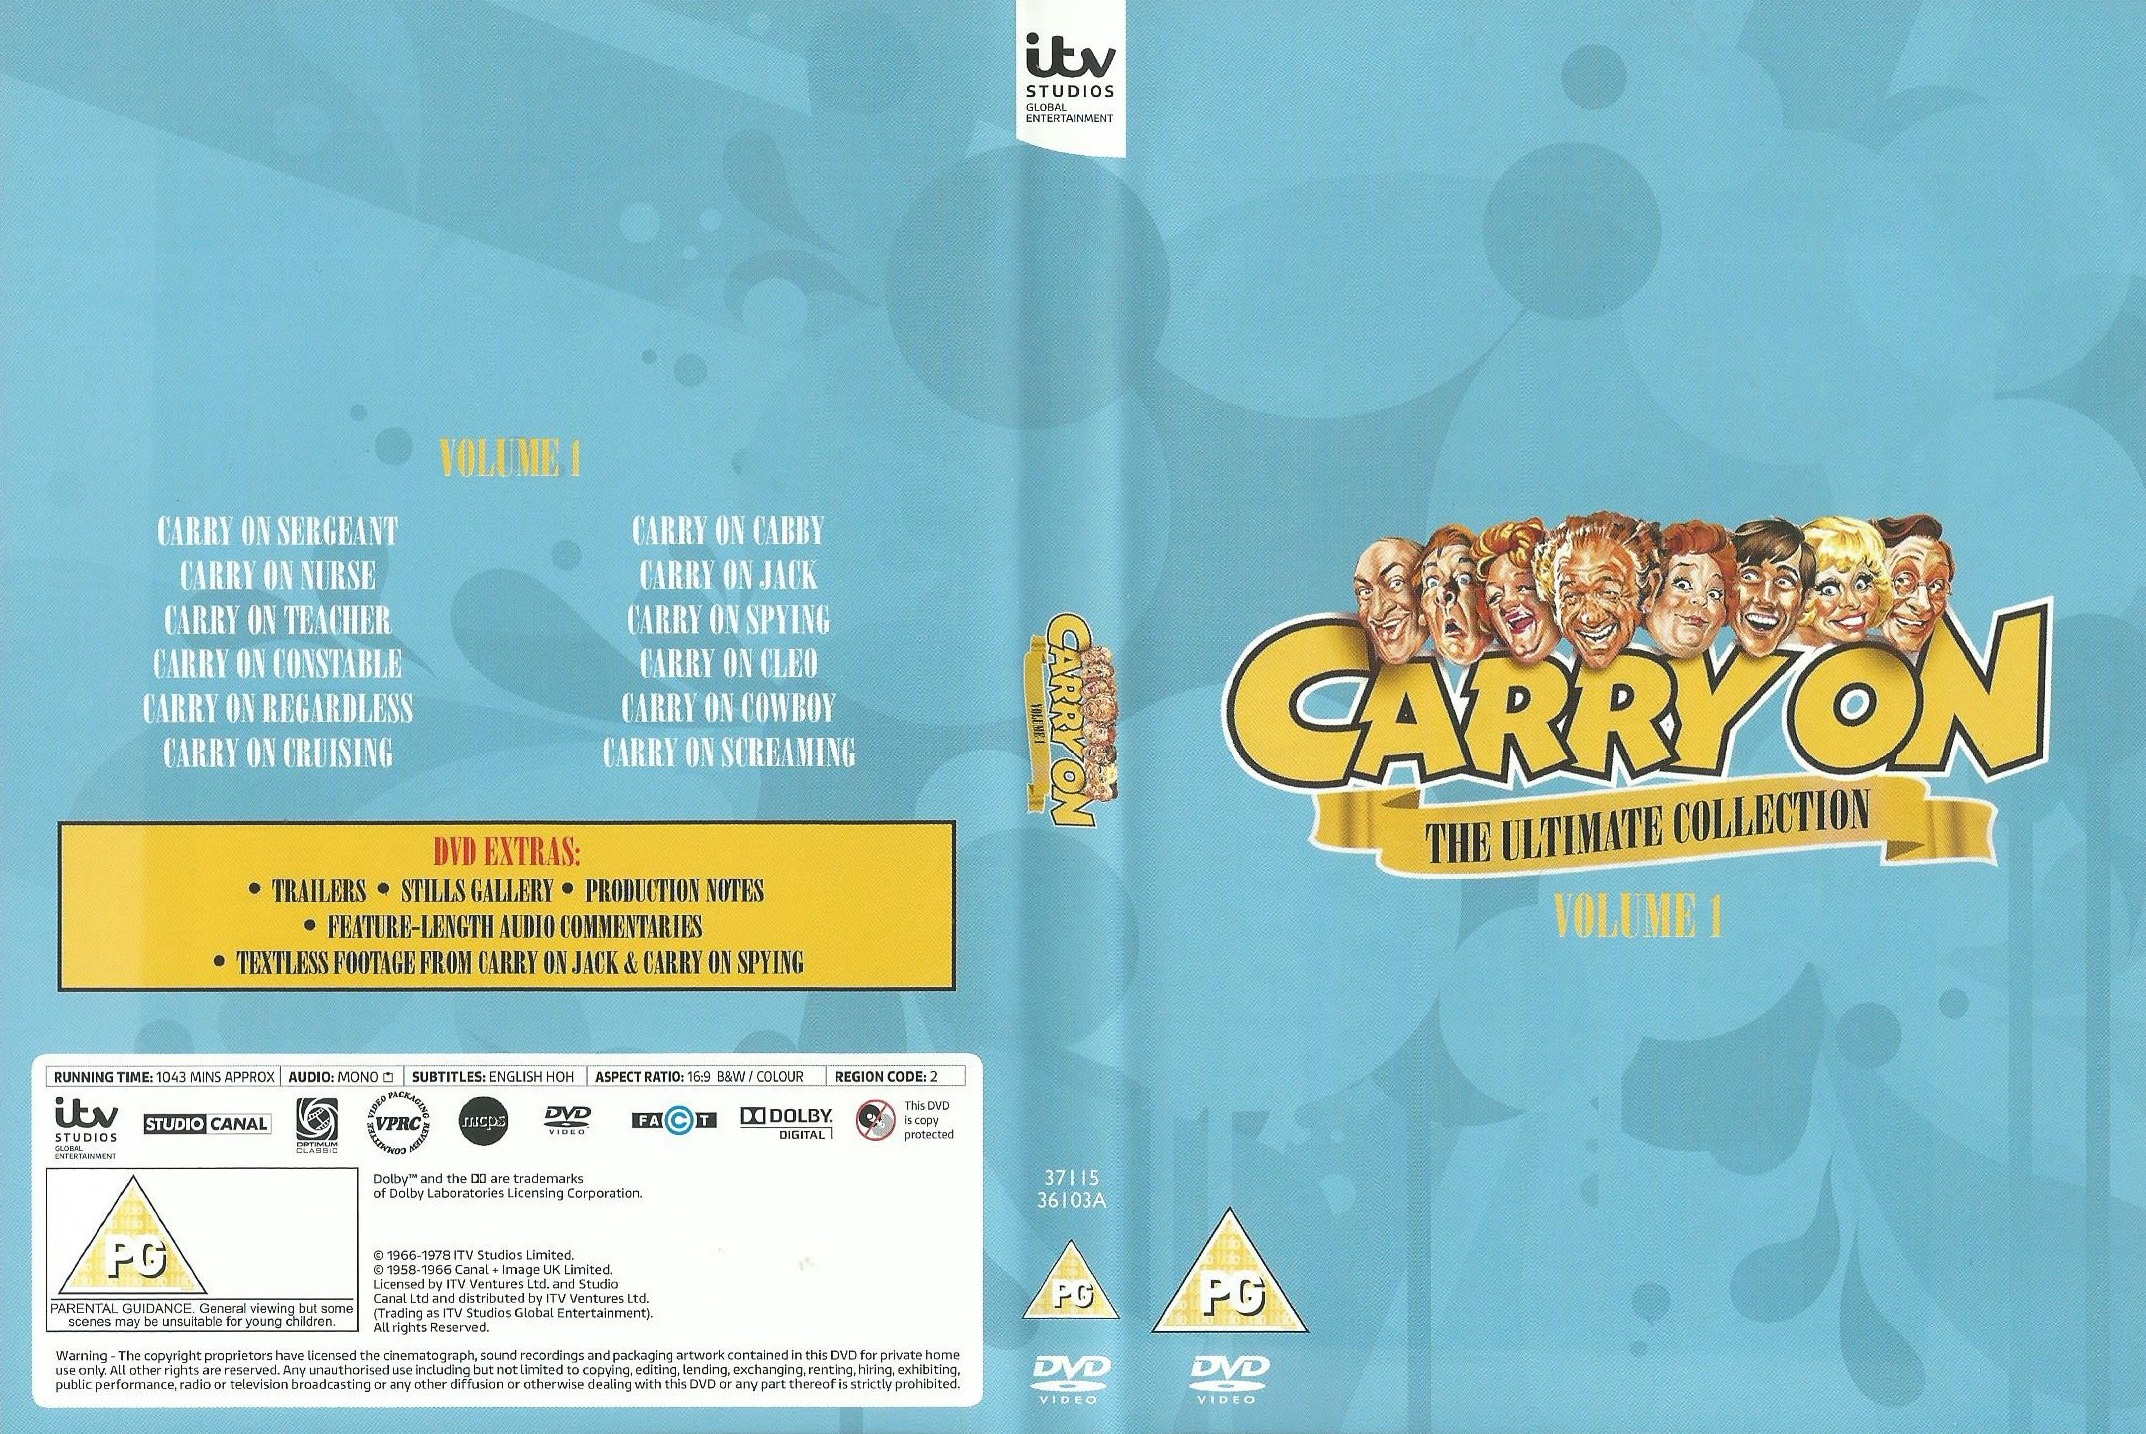 VOLUME 1
CARRY ON SERGEANT
CARRY ON NURSE
CARRY ON TEACHER
CARRY ON CONSTABLE
CARRY ON REGARDLESS
CARRY ON CRUISING
CARRY ON CABBY
CARRY ON JACK
CARRY ON SPYING
CARRY ON CLEO
CARRY ON COWBOY
CARRY ON SCREAMING
DVD EXTRAS:
• TRAILERS • STILLS GALLERY • PRODUCTION NOTES
• FEATURE-LENGTH AUDIO COMMENTARIES
• TEXTLESS FOOTAGE FROM CARRY ON JACK & CARRY ON SPYING
RUNNING TIME: 1043 MINS APPROX AUDIO: MONO SUBTITLES: ENGLISH HOH ASPECT RATIO: 16:9 B&W / COLOUR REGION CODE: 2
itv
STUDIOS
GLOBAL
ENTERTAINMENT
STUDIO CANAL
OPTIMUM
CLASSIC
VIDEO PACKAGING REVIEW COMMITTEE
VPRC
mcps
DVD
VIDEO
FACT
DOLBY
DIGITAL
This DVD
is copy
protected
PG
PARENTAL GUIDANCE. General viewing but some
scenes may be unsuitable for young children.
Dolby™ and the are trademarks
of Dolby Laboratories Licensing Corporation.
© 1966-1978 ITV Studios Limited.
© 1958-1966 Canal + Image UK Limited.
Licensed by ITV Ventures Ltd. and Studio
Canal Ltd and distributed by ITV Ventures Ltd.
(Trading as ITV Studios Global Entertainment).
All rights Reserved.
Warning - The copyright proprietors have licensed the cinematograph, sound recordings and packaging artwork contained in this DVD for private home
use only. All other rights are reserved. Any unauthorised use including but not limited to copying, editing, lending, exchanging, renting, hiring, exhibiting,
public performance, radio or television broadcasting or any other diffusion or otherwise dealing with this DVD or any part thereof is strictly prohibited.
itv
STUDIOS
GLOBAL
ENTERTAINMENT
CARRY ON
VOLUME 1
37115
36103A
PG
DVD
VIDEO
CARRY ON
THE ULTIMATE COLLECTION
VOLUME 1
PG
DVD
VIDEO